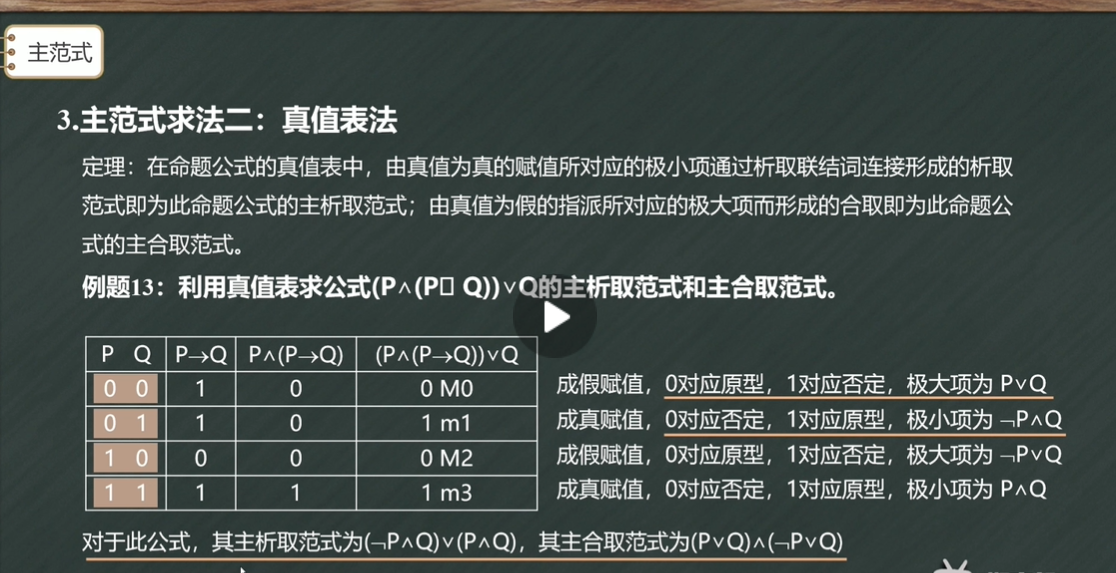 主范式
3.主范式求法二：真值表法
定理：在命题公式的真值表中，由真值为真的赋值所对应的极小项通过析取联结词连接形成的析取
范式即为此命题公式的主析取范式；由真值为假的指派所对应的极大项而形成的合取即为此命题公
式的主合取范式。
例题13：利用真值表求公式(P∧(P□ Q))∨Q的主析取范式和主合取范式。
P Q P→Q P∧(P→Q) (P∧(P→Q))∨Q
0 0 1 0 0 M0 成假赋值，0对应原型，1对应否定，极大项为 P∨Q
0 1 1 0 1 m1 成真赋值，0对应否定，1对应原型，极小项为 ¬P∧Q
1 0 0 0 0 M2 成假赋值，0对应原型，1对应否定，极大项为 ¬P∨Q
1 1 1 1 1 m3 成真赋值，0对应否定，1对应原型，极小项为 P∧Q
对于此公式，其主析取范式为(¬P∧Q)∨(P∧Q)，其主合取范式为(P∨Q)∧(¬P∨Q)